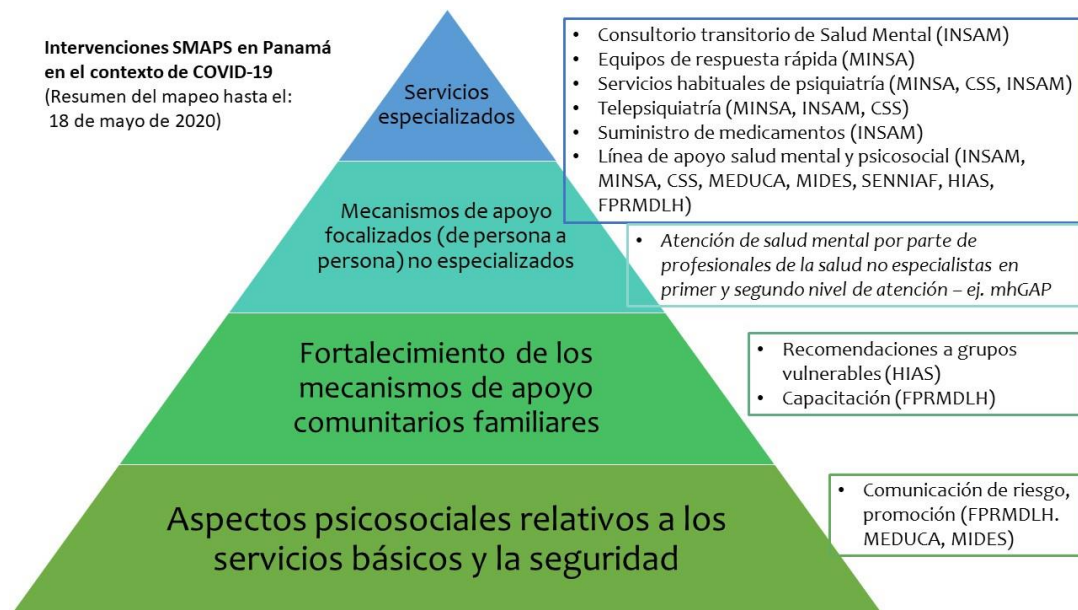 Intervenciones SMAPS en Panamá
en el contexto de COVID-19
(Resumen del mapeo hasta el:
18 de mayo de 2020)
Servicios
especializados
• Consultorio transitorio de Salud Mental (INSAM)
• Equipos de respuesta rápida (MINSA)
• Servicios habituales de psiquiatría (MINSA, CSS, INSAM)
• Telepsiquiatría (MINSA, INSAM, CSS)
• Suministro de medicamentos (INSAM)
• Línea de apoyo salud mental y psicosocial (INSAM,
MINSA, CSS, MEDUCA, MIDES, SENNIAF, HIAS,
FPRMDLH)
Mecanismos de apoyo
focalizados (de persona a
persona) no especializados
• Atención de salud mental por parte de
profesionales de la salud no especialistas en
primer y segundo nivel de atención – ej. mhGAP
Fortalecimiento de los
mecanismos de apoyo
comunitarios familiares
• Recomendaciones a grupos
vulnerables (HIAS)
• Capacitación (FPRMDLH)
Aspectos psicosociales relativos a los
servicios básicos y la seguridad
• Comunicación de riesgo,
promoción (FPRMDLH.
MEDUCA, MIDES)